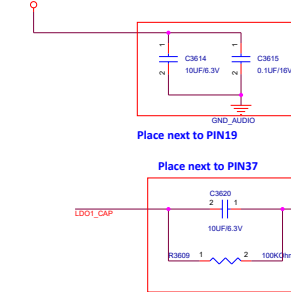 1 1
C3614 C3615
10UF/6.3V 0.1UF/16V
2 2
GND_AUDIO
Place next to PIN19
Place next to PIN37
C3620
2 1
LDO1_CAP
10UF/6.3V
R3609 1 2 100KOhm